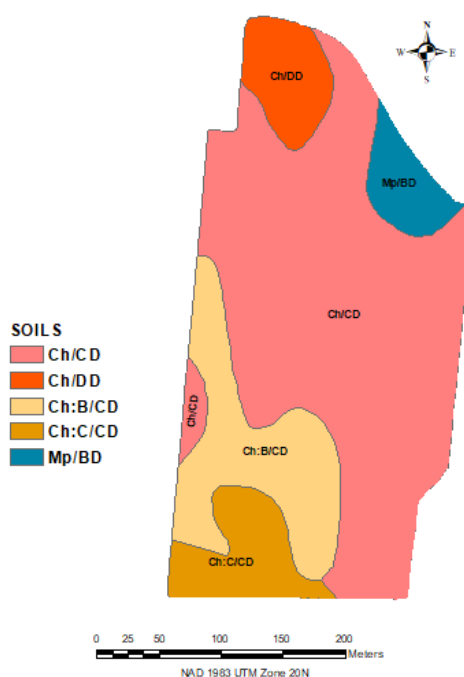 N
W E
S
Ch/DD
Mp/BD
Ch/CD
Ch/CD
Ch:B/CD
Ch:C/CD
SOILS
Ch/CD
Ch/DD
Ch:B/CD
Ch:C/CD
Mp/BD
0 25 50 100 150 200
Meters
NAD 1983 UTM Zone 20N